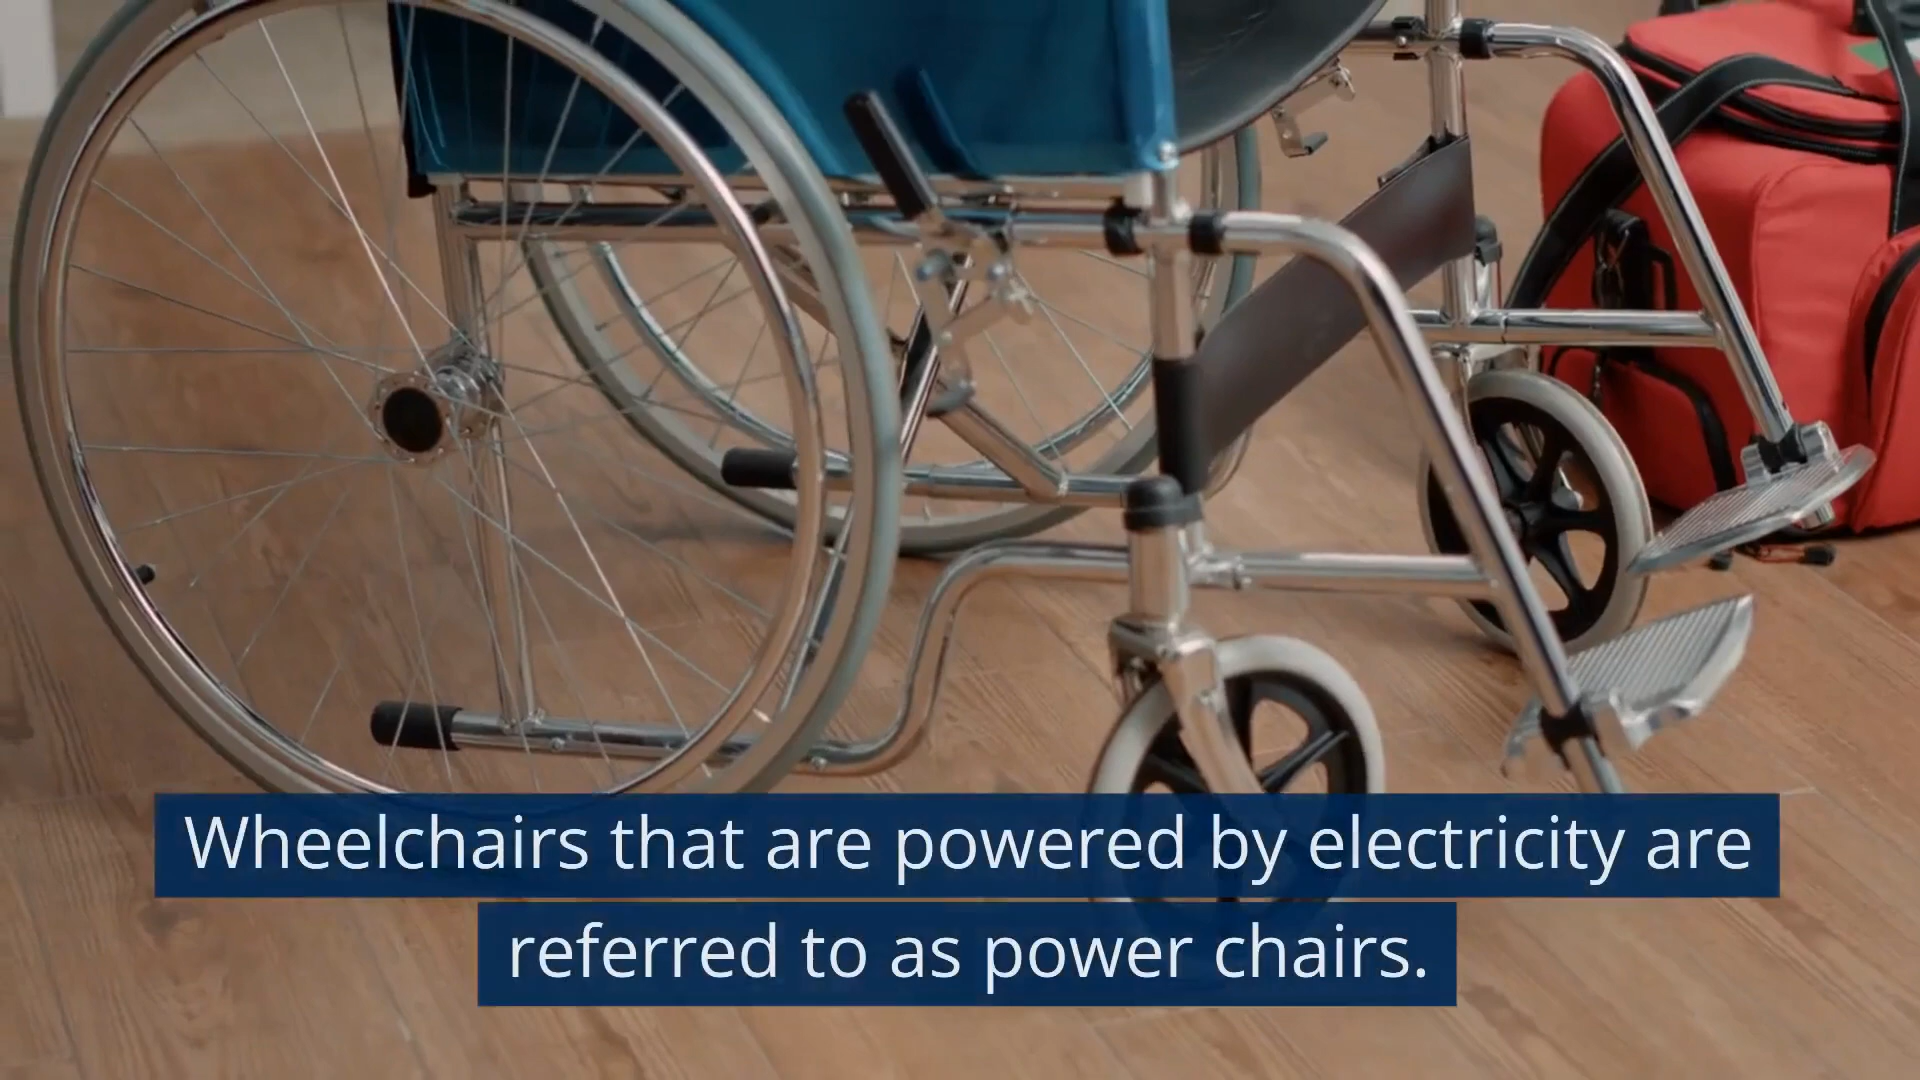 Wheelchairs that are powered by electricity are
referred to as power chairs.